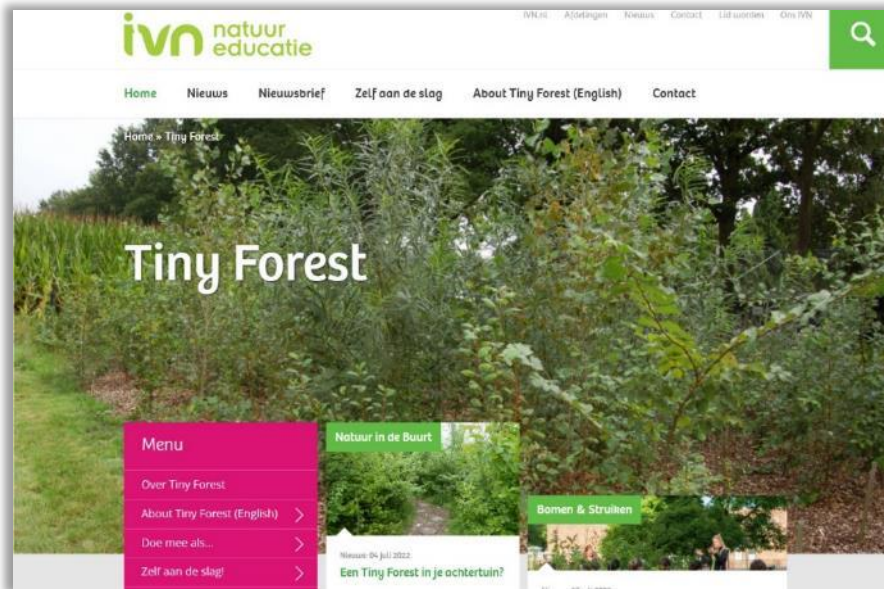 ivn natuur
educatie
IVN.nl Afdelingen Nieuws Contact Lid worden Ons IVN
Home Nieuws Nieuwsbrief Zelf aan de slag About Tiny Forest (English) Contact
Home » Tiny Forest
Tiny Forest
Menu
Over Tiny Forest
About Tiny Forest (English)
Doe mee als...
Zelf aan de slag!
Natuur in de Buurt
Nieuws 04 juli 2022
Een Tiny Forest in je achtertuin?
Bomen & Struiken